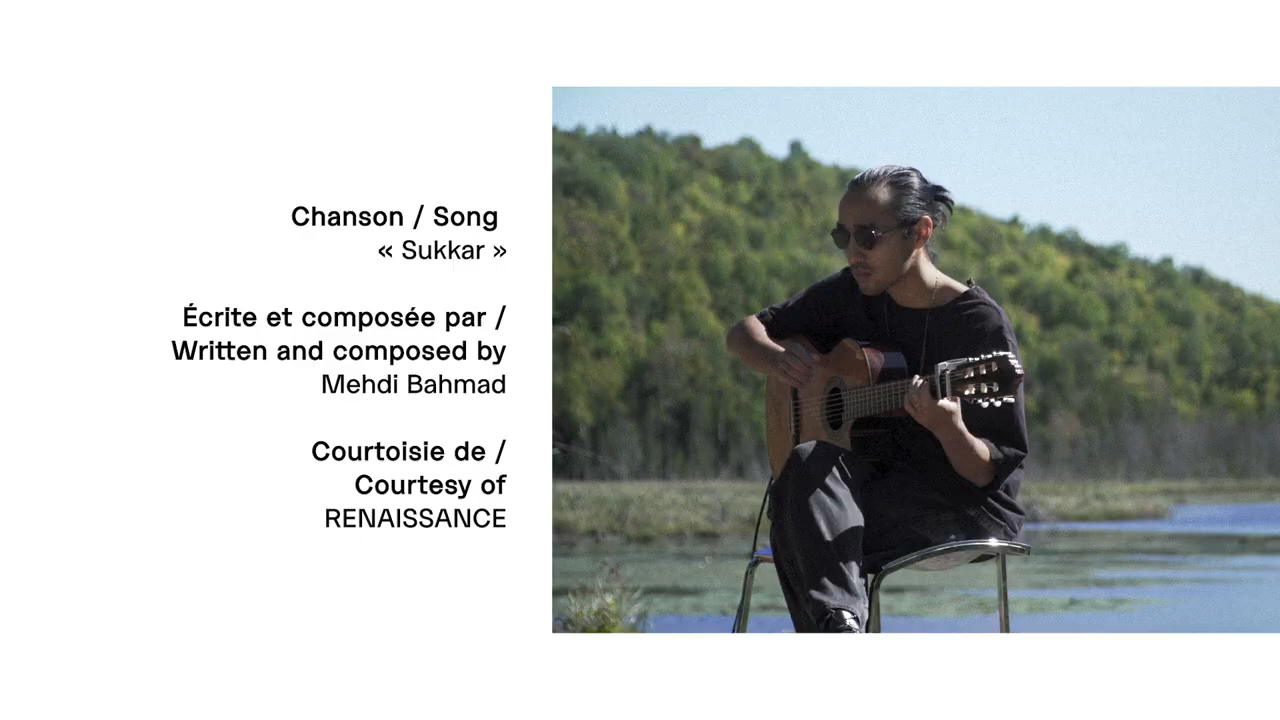 Chanson / Song
« Sukkar »
Écrite et composée par /
Written and composed by
Mehdi Bahmad
Courtoisie de /
Courtesy of
RENAISSANCE